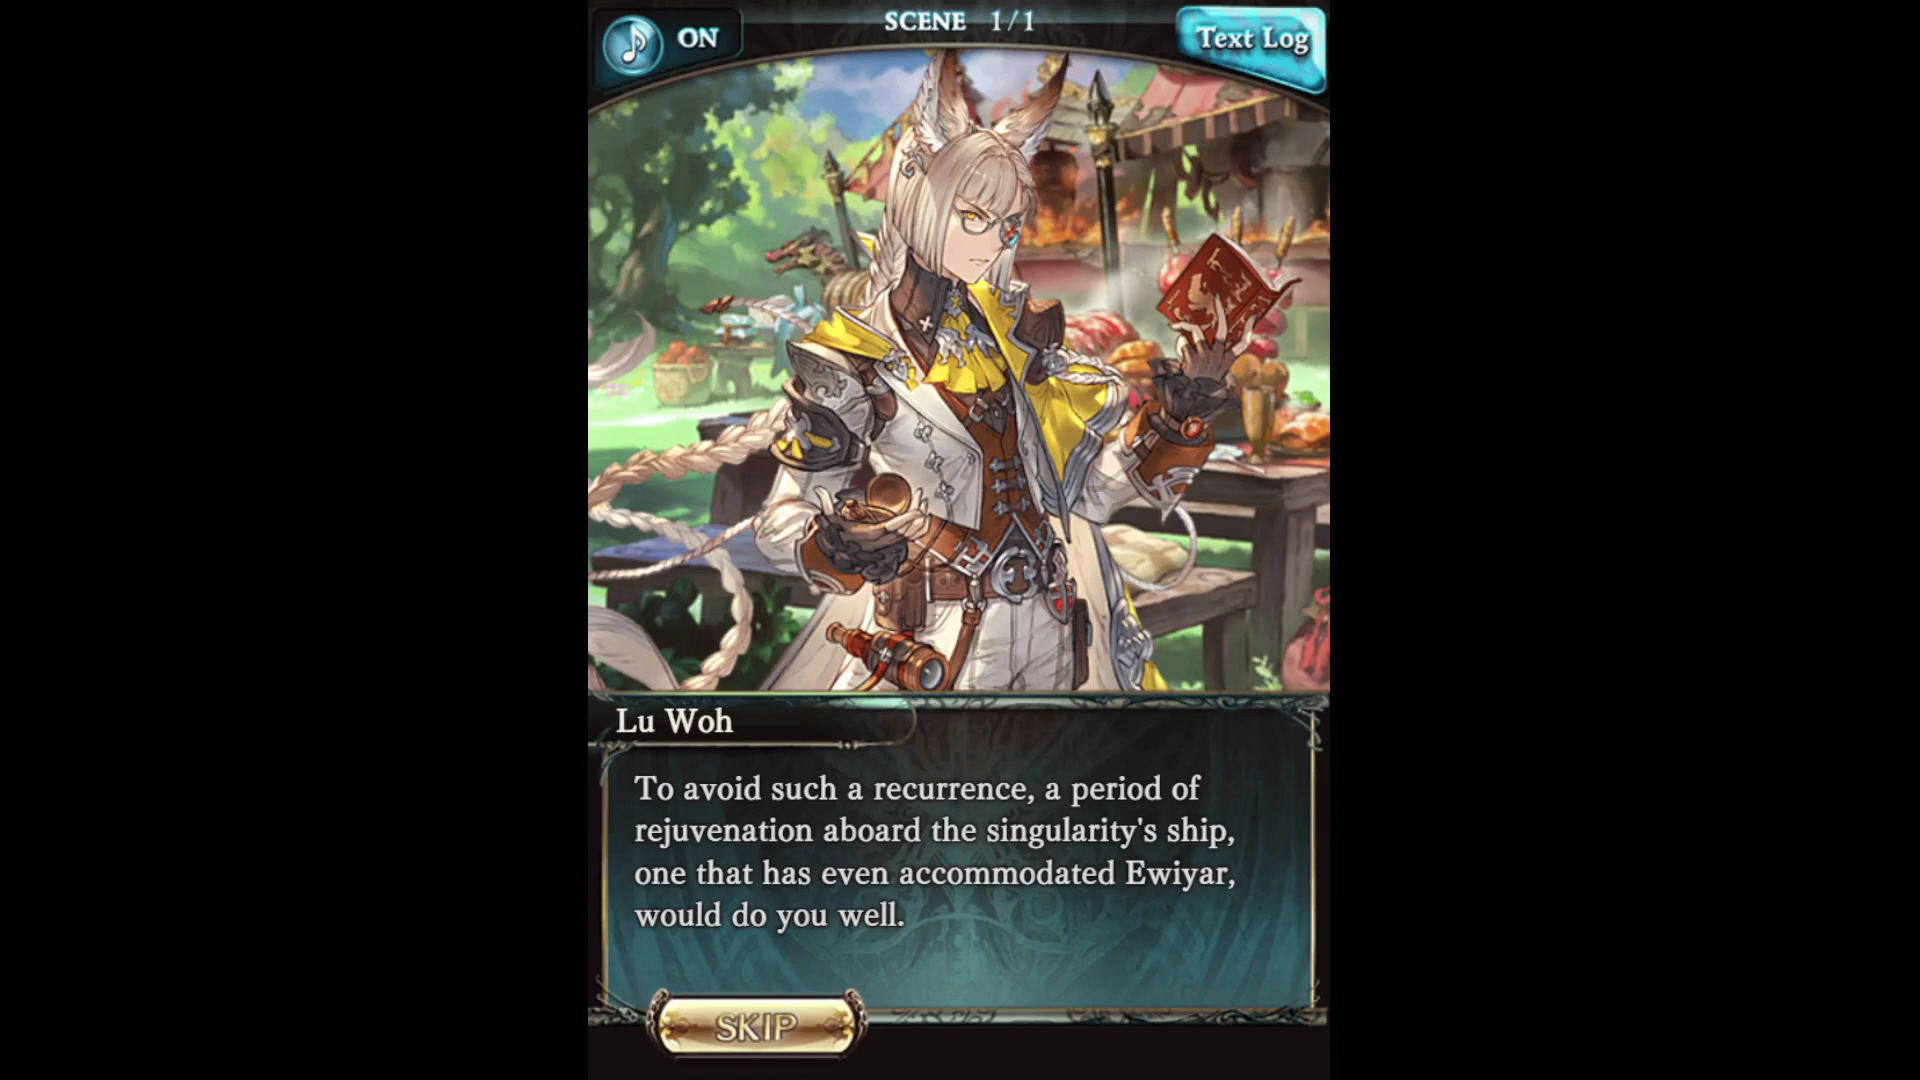 ON
SCENE 1/1
Text Log
Lu Woh
To avoid such a recurrence, a period of
rejuvenation aboard the singularity's ship,
one that has even accommodated Ewiyar,
would do you well.
SKIP